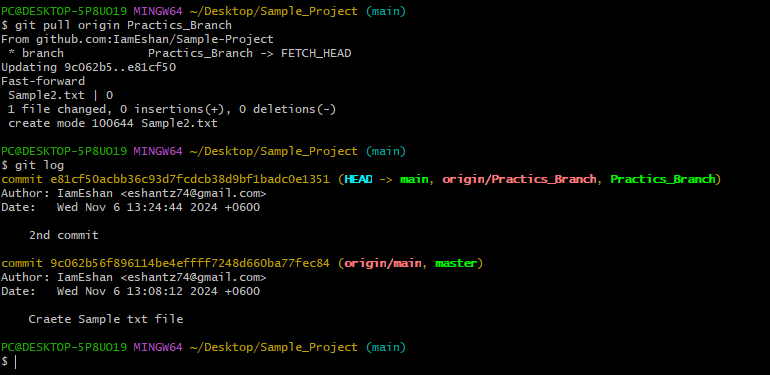 PC@DESKTOP-5P8UO19 MINGW64 ~/Desktop/Sample_Project (main)
$ git pull origin Practics_Branch
From github.com:IamEshan/Sample-Project
 * branch            Practics_Branch -> FETCH_HEAD
Updating 9c062b5..e81cf50
Fast-forward
 Sample2.txt | 0
 1 file changed, 0 insertions(+), 0 deletions(-)
 create mode 100644 Sample2.txt
PC@DESKTOP-5P8UO19 MINGW64 ~/Desktop/Sample_Project (main)
$ git log
commit e81cf50acbb36c93d7fcdcb38d9bf1badc0e1351 (HEAD -> main, origin/Practics_Branch, Practics_Branch)
Author: IamEshan <eshantz74@gmail.com>
Date:   Wed Nov 6 13:24:44 2024 +0600
    2nd commit
commit 9c062b56f896114be4effff7248d660ba77fec84 (origin/main, master)
Author: IamEshan <eshantz74@gmail.com>
Date:   Wed Nov 6 13:08:12 2024 +0600
    Craete Sample txt file
PC@DESKTOP-5P8UO19 MINGW64 ~/Desktop/Sample_Project (main)
$